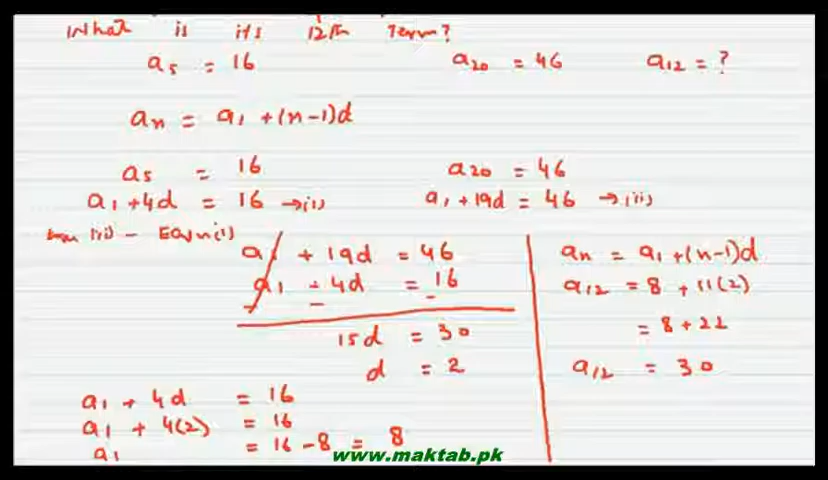 What is its 12th Term?
a5 = 16 a20 = 46 a12 = ?
an = a1 + (n-1)d
a5 = 16 a20 = 46
a1 + 4d = 16 → (i) a1 + 19d = 46 → (ii)
Eqn (ii) - Eqn (i)
a1 + 19d = 46
a1 + 4d = 16
- - -
15d = 30
d = 2
a1 + 4d = 16
a1 + 4(2) = 16
a1 = 16 - 8 = 8
an = a1 + (n-1)d
a12 = 8 + 11(2)
= 8 + 22
a12 = 30
www.maktab.pk